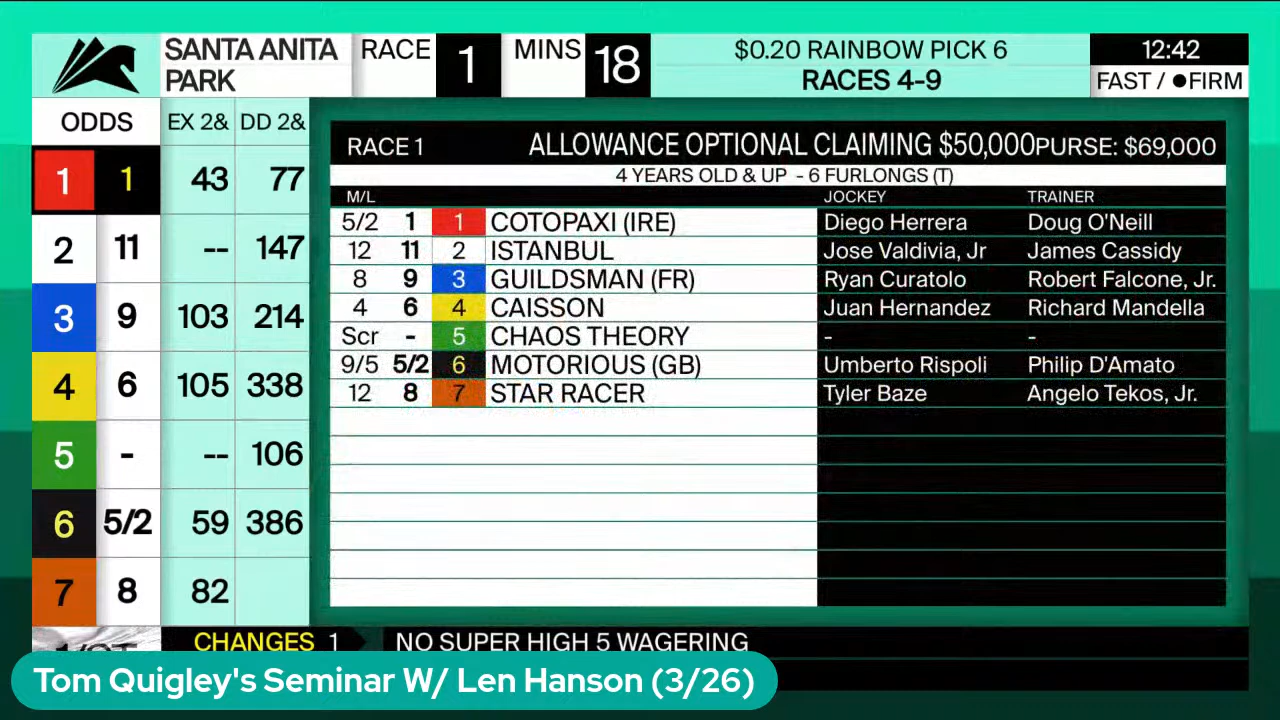 SANTA ANITA PARK
RACE 1
MINS 18
$0.20 RAINBOW PICK 6
RACES 4-9
12:42
FAST / ●FIRM
ODDS EX 2& DD 2&
1 1 43 77
2 11 -- 147
3 9 103 214
4 6 105 338
5 - -- 106
6 5/2 59 386
7 8 82
RACE 1 ALLOWANCE OPTIONAL CLAIMING $50,000 PURSE: $69,000
4 YEARS OLD & UP - 6 FURLONGS (T)
M/L JOCKEY TRAINER
5/2 1 1 COTOPAXI (IRE) Diego Herrera Doug O'Neill
12 11 2 ISTANBUL Jose Valdivia, Jr James Cassidy
8 9 3 GUILDSMAN (FR) Ryan Curatolo Robert Falcone, Jr.
4 6 4 CAISSON Juan Hernandez Richard Mandella
Scr - 5 CHAOS THEORY - -
9/5 5/2 6 MOTORIOUS (GB) Umberto Rispoli Philip D'Amato
12 8 7 STAR RACER Tyler Baze Angelo Tekos, Jr.
CHANGES 1 NO SUPER HIGH 5 WAGERING
Tom Quigley's Seminar W/ Len Hanson (3/26)